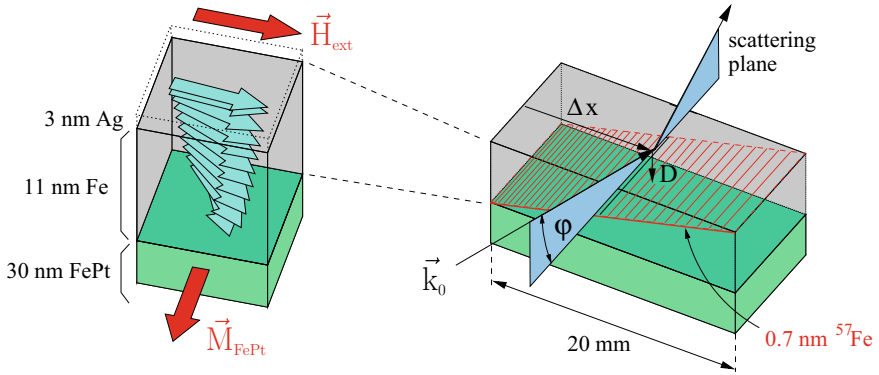 H⃗ext
3 nm Ag
11 nm Fe
30 nm FePt
M⃗FePt
scattering
plane
Δx
D
φ
k⃗0
20 mm
0.7 nm ⁵⁷Fe